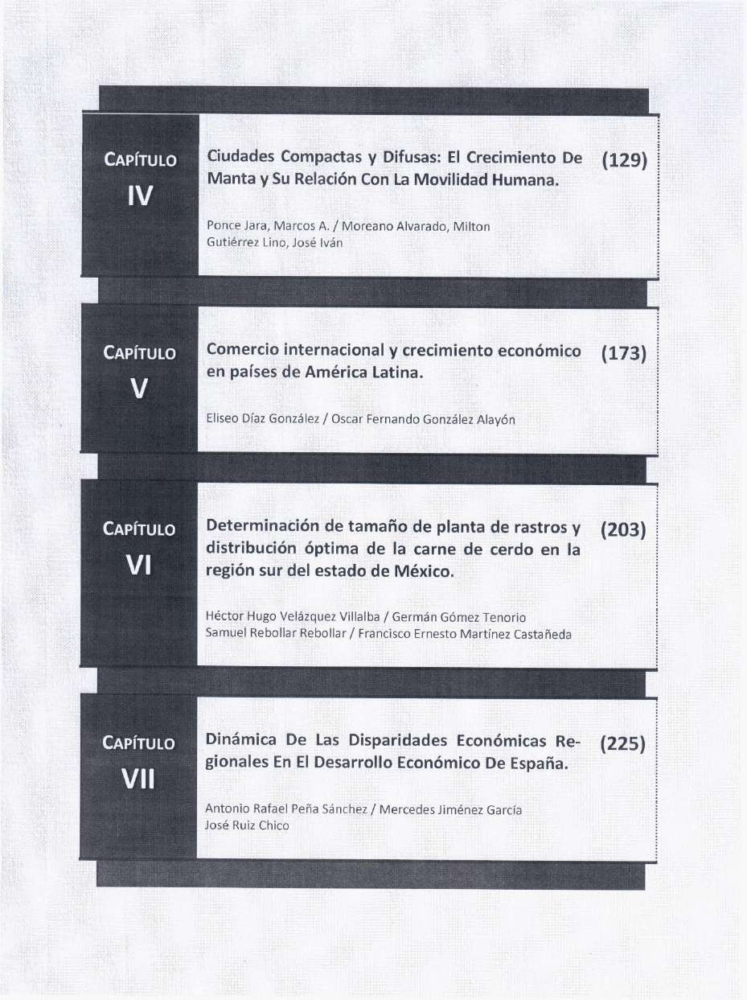 CAPÍTULO
IV
Ciudades Compactas y Difusas: El Crecimiento De
Manta y Su Relación Con La Movilidad Humana.
(129)
Ponce Jara, Marcos A. / Moreano Alvarado, Milton
Gutiérrez Lino, José Iván
CAPÍTULO
V
Comercio internacional y crecimiento económico
en países de América Latina.
(173)
Eliseo Díaz González / Oscar Fernando González Alayón
CAPÍTULO
VI
Determinación de tamaño de planta de rastros y
distribución óptima de la carne de cerdo en la
región sur del estado de México.
(203)
Héctor Hugo Velázquez Villalba / Germán Gómez Tenorio
Samuel Rebollar Rebollar / Francisco Ernesto Martínez Castañeda
CAPÍTULO
VII
Dinámica De Las Disparidades Económicas Re-
gionales En El Desarrollo Económico De España.
(225)
Antonio Rafael Peña Sánchez / Mercedes Jiménez García
José Ruiz Chico